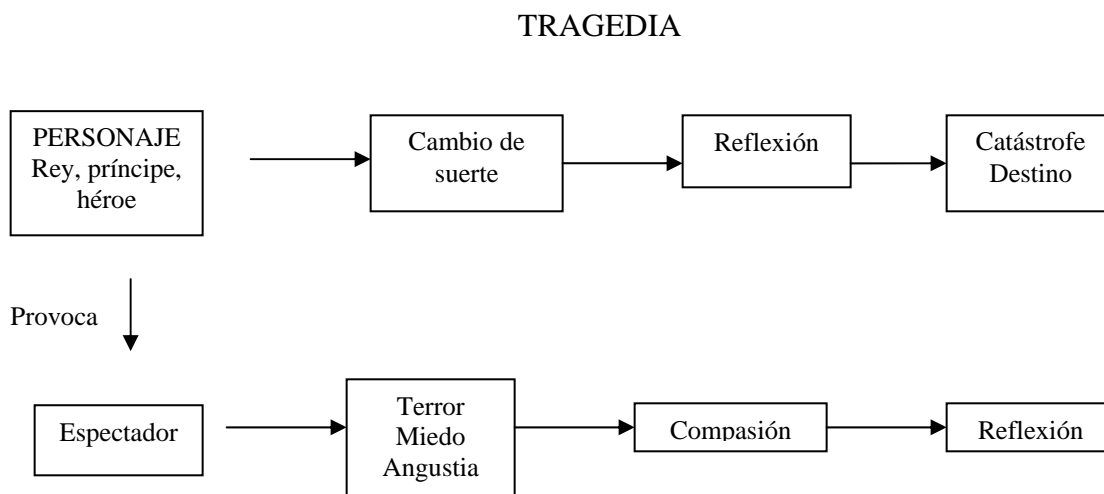 TRAGEDIA
PERSONAJE
Rey, príncipe,
héroe
Cambio de
suerte
Reflexión
Catástrofe
Destino
Provoca
Espectador
Terror
Miedo
Angustia
Compasión
Reflexión